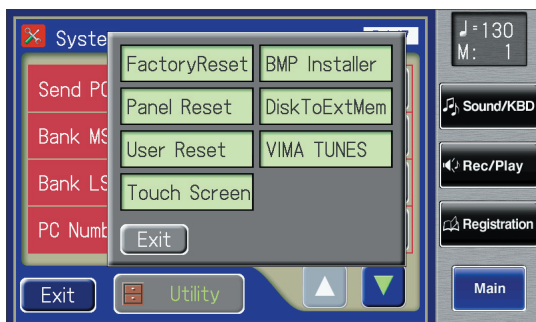 Syste
FactoryReset BMP Installer
Panel Reset DiskToExtMem
User Reset VIMA TUNES
Touch Screen
Exit
Send PC
Bank MS
Bank LS
PC Numb
Exit Utility
♩=130
M: 1
Sound/KBD
Rec/Play
Registration
Main